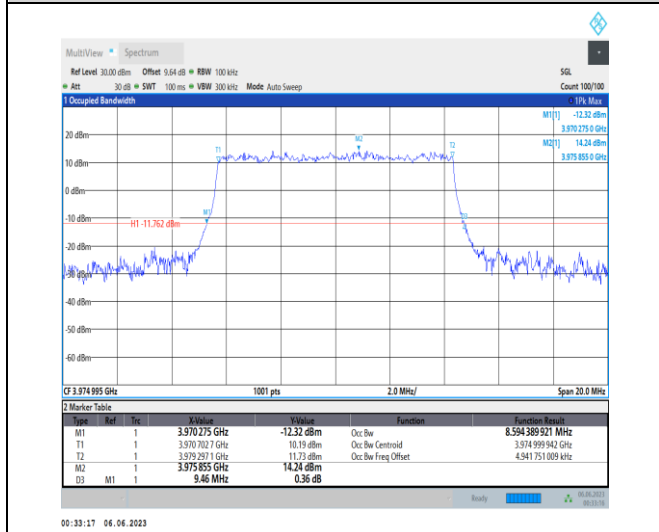 MultiView Spectrum
Ref Level 30.00 dBm Offset 9.64 dB RBW 100 kHz SGL
Att 30 dB SWT 100 ms VBW 300 kHz Mode Auto Sweep Count 100/100
1 Occupied Bandwidth 1Pk Max
M1[1] -12.32 dBm
3.970 275 0 GHz
M2[1] 14.24 dBm
3.975 855 0 GHz
20 dBm
M2
T1
T2
10 dBm
0 dBm
M1
-10 dBm
H1 -11.762 dBm
D3
-20 dBm
-30 dBm
-40 dBm
-50 dBm
-60 dBm
CF 3.974 995 GHz 1001 pts 2.0 MHz/ Span 20.0 MHz
2 Marker Table
Type Ref Trc X-Value Y-Value Function Function Result
M1 1 3.970 275 GHz -12.32 dBm Occ Bw 8.594 389 921 MHz
T1 1 3.970 702 7 GHz 10.19 dBm Occ Bw Centroid 3.974 999 942 GHz
T2 1 3.979 297 1 GHz 11.73 dBm Occ Bw Freq Offset 4.941 751 009 kHz
M2 1 3.975 855 GHz 14.24 dBm
D3 M1 1 9.46 MHz 0.36 dB
Ready 06.06.2023
00:33:16
00:33:17 06.06.2023